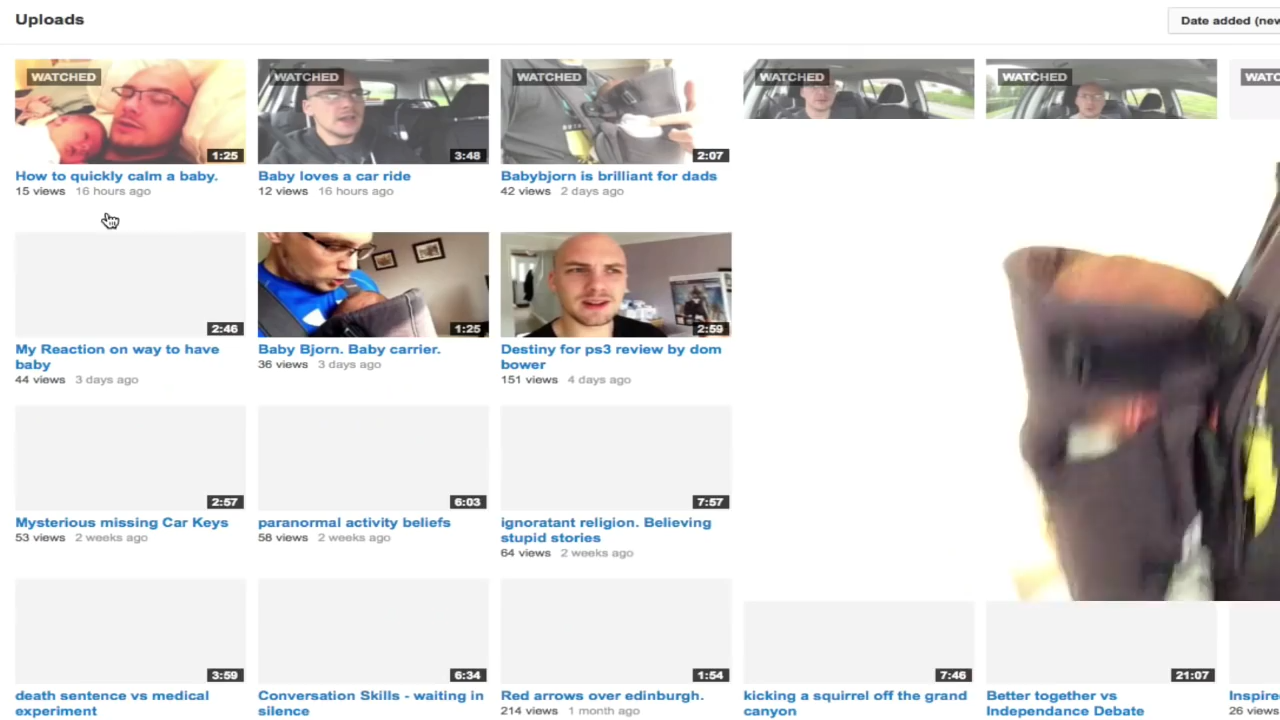 Uploads
Date added (new
WATCHED
WATCHED
WATCHED
WATCHED
WATCHED
WATC
1:25
3:48
2:07
How to quickly calm a baby.
Baby loves a car ride
Babybjorn is brilliant for dads
15 views 16 hours ago
12 views 16 hours ago
42 views 2 days ago
2:46
1:25
2:59
My Reaction on way to have
baby
44 views 3 days ago
Baby Bjorn. Baby carrier.
36 views 3 days ago
Destiny for ps3 review by dom
bower
151 views 4 days ago
2:57
6:03
7:57
Mysterious missing Car Keys
53 views 2 weeks ago
paranormal activity beliefs
58 views 2 weeks ago
ignoratant religion. Believing
stupid stories
64 views 2 weeks ago
3:59
6:34
1:54
7:46
21:07
death sentence vs medical
experiment
Conversation Skills - waiting in
silence
Red arrows over edinburgh.
214 views 1 month ago
kicking a squirrel off the grand
canyon
Better together vs
Independance Debate
Inspire
26 views